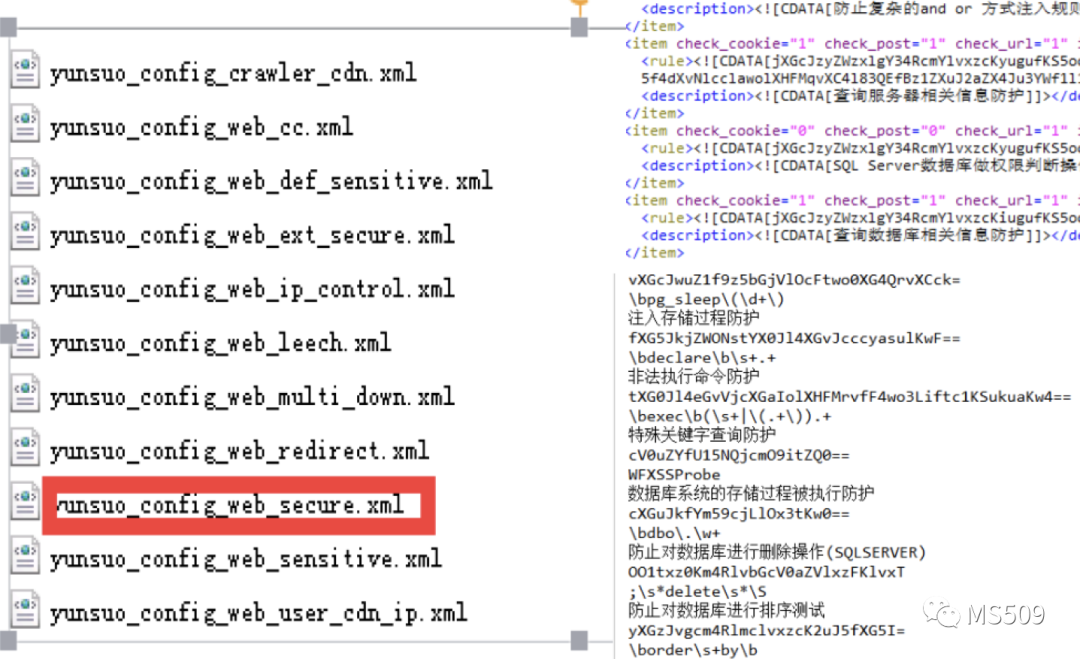 yunsuo_config_crawler_cdn.xml
yunsuo_config_web_cc.xml
yunsuo_config_web_def_sensitive.xml
yunsuo_config_web_ext_secure.xml
yunsuo_config_web_ip_control.xml
yunsuo_config_web_leech.xml
yunsuo_config_web_multi_down.xml
yunsuo_config_web_redirect.xml
yunsuo_config_web_secure.xml
yunsuo_config_web_sensitive.xml
yunsuo_config_web_user_cdn_ip.xml
<description><![CDATA[防止复杂的and or 方式注入规则
</item>
<item check_cookie="1" check_post="1" check_url="1"
<rule><![CDATA[jXGcJzyZWzxlgY34RcmYlvxzcKyugufKS5o
5f4dXvNlcclawolXHFMqvXC4l83QEfBz1ZXuJ2aZX4Ju3YWf1l
<description><![CDATA[查询服务器相关信息防护]]></de
</item>
<item check_cookie="0" check_post="0" check_url="1"
<rule><![CDATA[jXGcJzyZWzxlgY34RcmYlvxzcKyugufKS5o
<description><![CDATA[SQL Server数据库做权限判断操
</item>
<item check_cookie="1" check_post="1" check_url="1"
<rule><![CDATA[jXGcJzyZWzxlgY34RcmYlvxzcKiugufKS5o
<description><![CDATA[查询数据库相关信息防护]]></de
</item>
vXGcJwuZ1f9z5bGjVlOcFtwo0XG4QrvXCck=
\bpg_sleep\(\d+\)
注入存储过程防护
fXG5JkjZWONstYX0Jl4XGvJcccyasulKwF==
\bdeclare\b\s+.+
非法执行命令防护
tXG0Jl4eGvVjcXGaIolXHFMrvfF4wo3Liftc1KSukuaKw4==
\bexec\b(\s+|\(.+\)).+
特殊关键字查询防护
cV0uZYfU15NQjcmO9itZQ0==
WFXSSProbe
数据库系统的存储过程被执行防护
cXGuJkfYm59cjLlOx3tKw0==
\bdbo\.\w+
防止对数据库进行删除操作(SQLSERVER)
OO1txz0Km4RlvbGcV0aZVlxzFKlvxT
;\s*delete\s*\S
防止对数据库进行排序测试
yXGzJvgcm4RlmclvxzcK2uJ5fXG5I=
\border\s+by\b
MS509